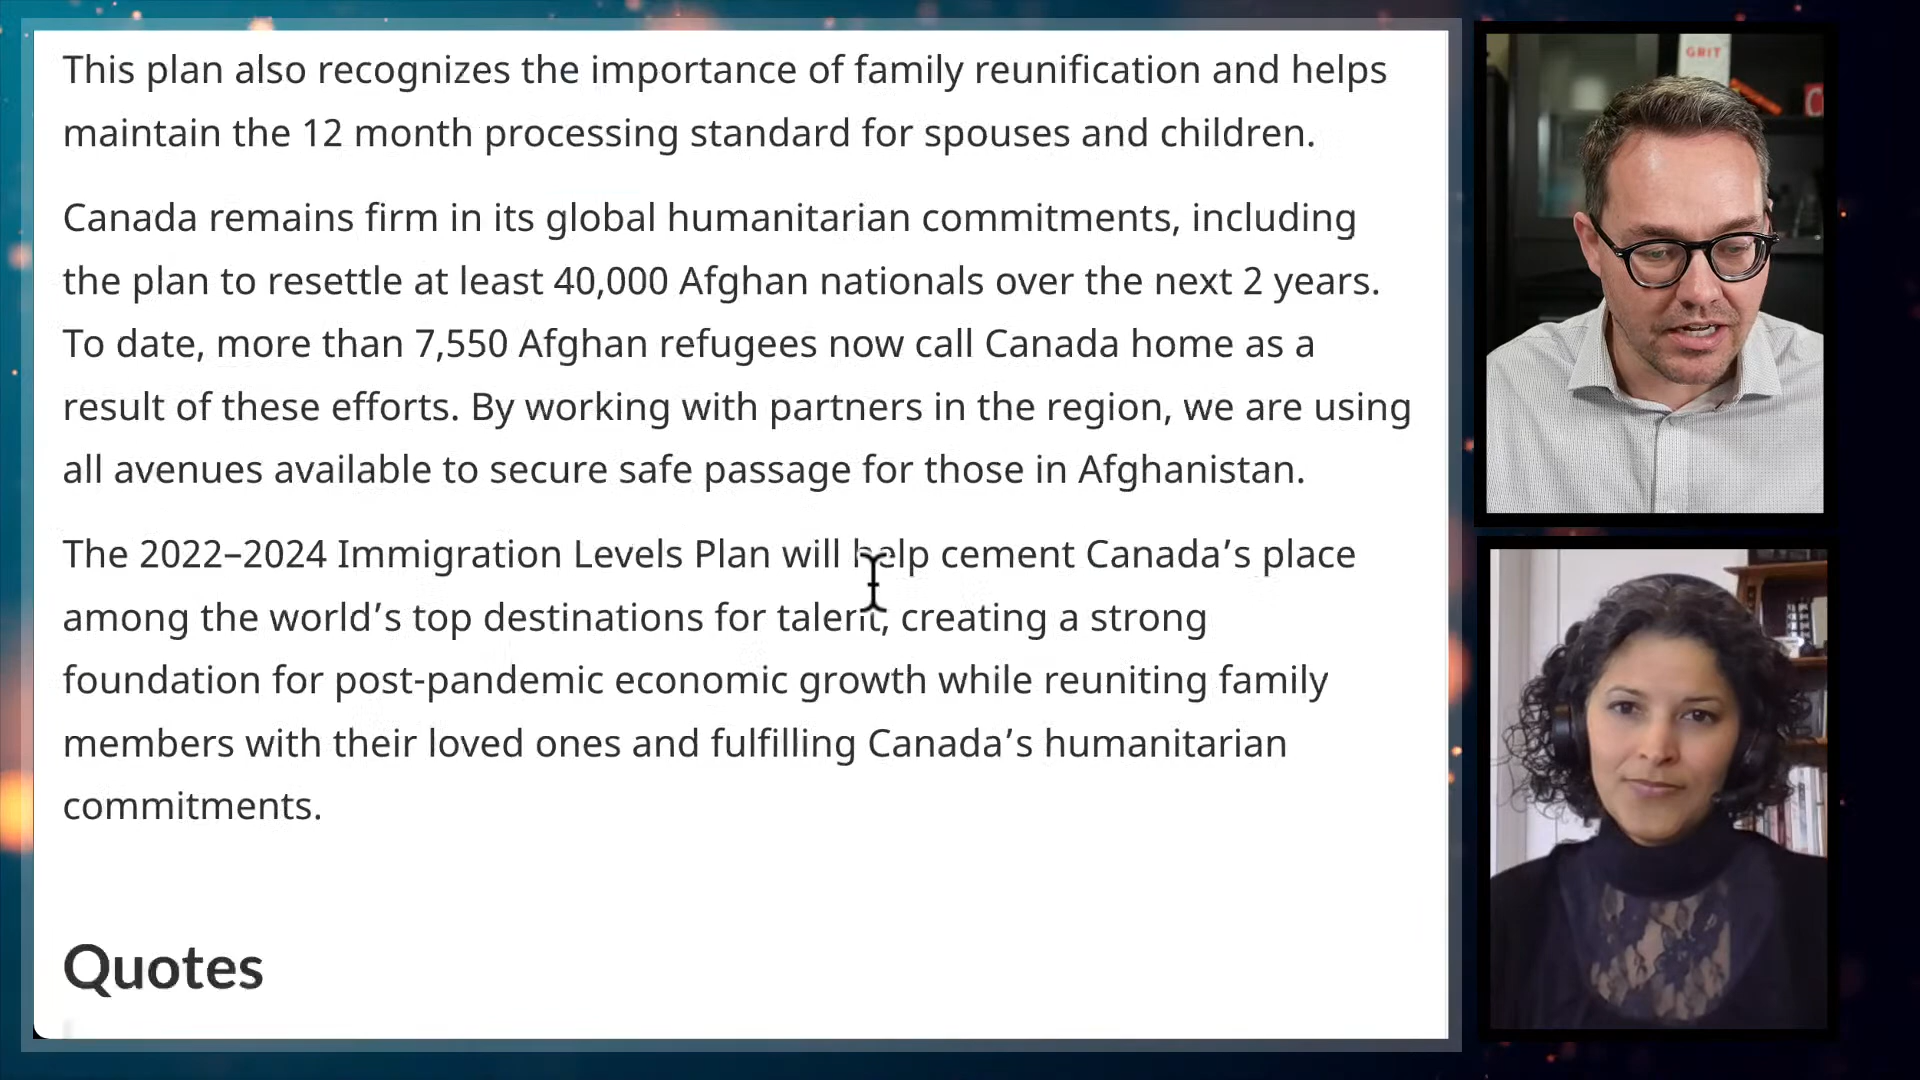 This plan also recognizes the importance of family reunification and helps
maintain the 12 month processing standard for spouses and children.
Canada remains firm in its global humanitarian commitments, including
the plan to resettle at least 40,000 Afghan nationals over the next 2 years.
To date, more than 7,550 Afghan refugees now call Canada home as a
result of these efforts. By working with partners in the region, we are using
all avenues available to secure safe passage for those in Afghanistan.
The 2022–2024 Immigration Levels Plan will help cement Canada’s place
among the world’s top destinations for talent, creating a strong
foundation for post-pandemic economic growth while reuniting family
members with their loved ones and fulfilling Canada’s humanitarian
commitments.
Quotes
GRIT